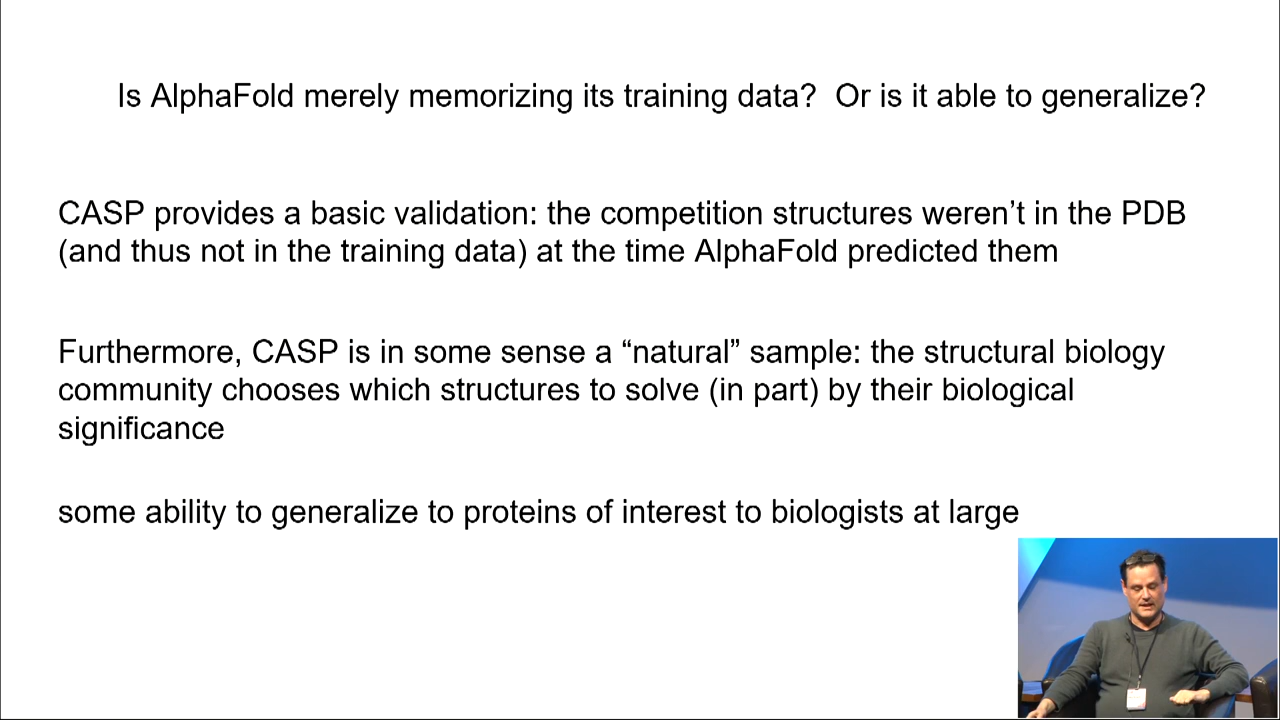 Is AlphaFold merely memorizing its training data?  Or is it able to generalize?
CASP provides a basic validation: the competition structures weren’t in the PDB
(and thus not in the training data) at the time AlphaFold predicted them
Furthermore, CASP is in some sense a “natural” sample: the structural biology
community chooses which structures to solve (in part) by their biological
significance
some ability to generalize to proteins of interest to biologists at large